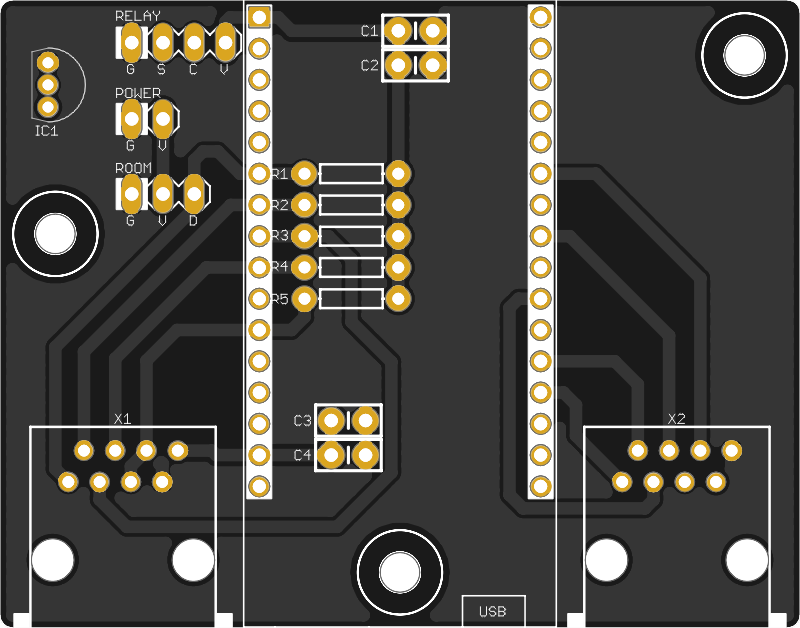 RELAY
G S C V
IC1
POWER
G V
ROOM
G V D
C1
C2
R1
R2
R3
R4
R5
C3
C4
X1
X2
USB